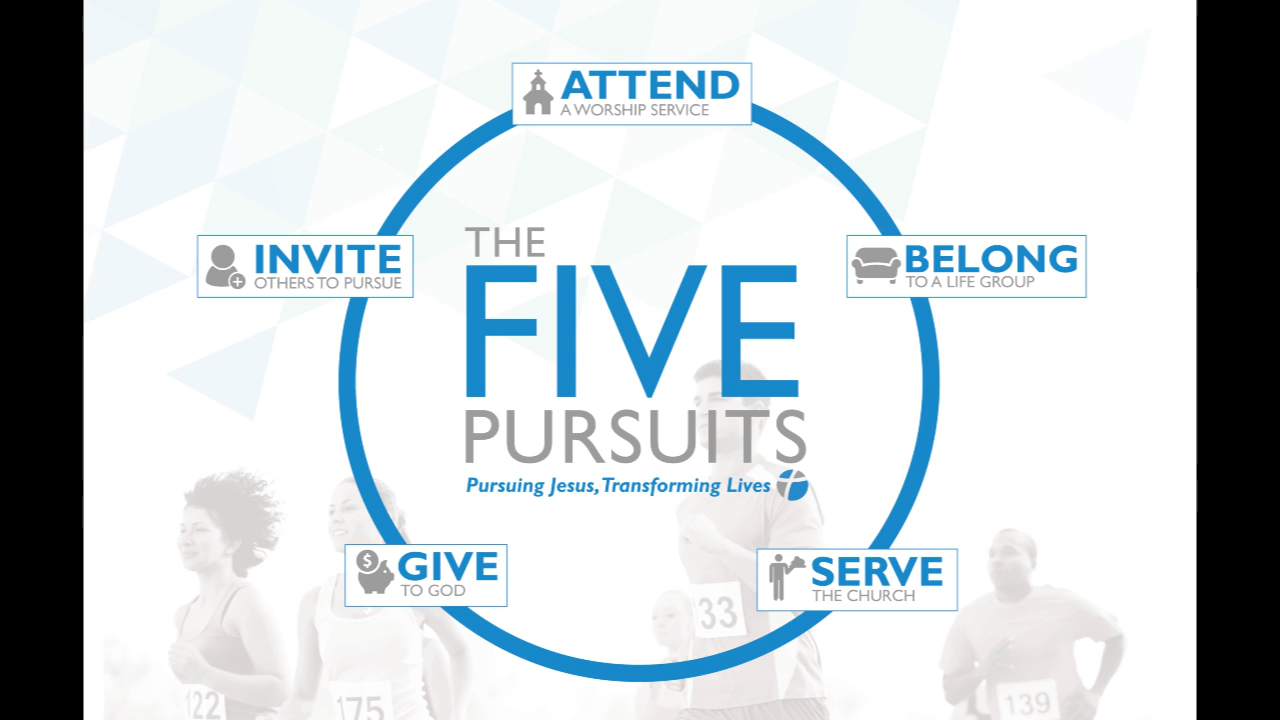 ATTEND
A WORSHIP SERVICE
INVITE
OTHERS TO PURSUE
BELONG
TO A LIFE GROUP
THE
FIVE
PURSUITS
Pursuing Jesus, Transforming Lives
GIVE
TO GOD
$
SERVE
THE CHURCH
33
122
175
139